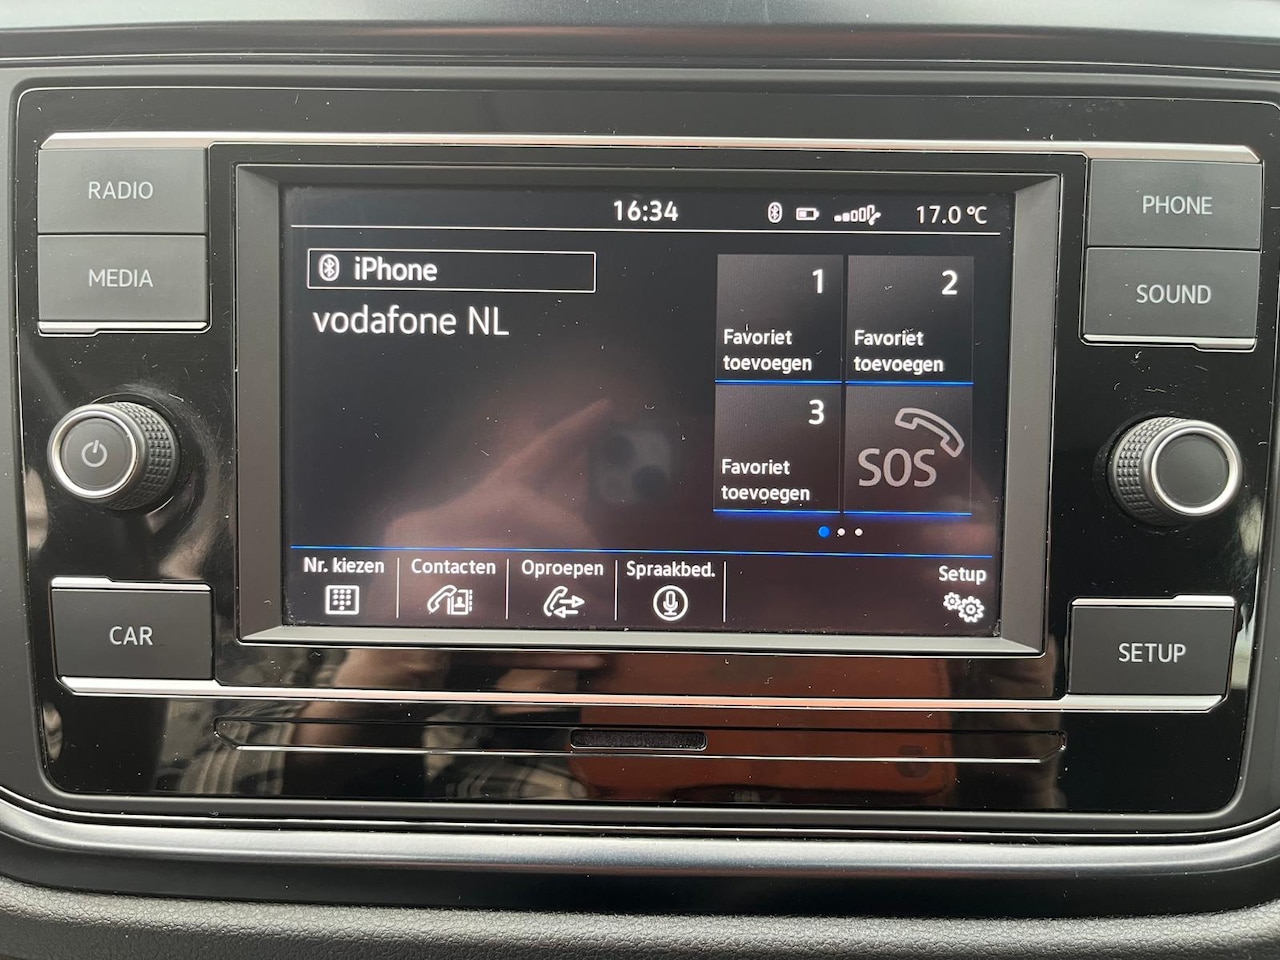 RADIO
MEDIA
CAR
16:34
17.0 °C
iPhone
vodafone NL
1
Favoriet
toevoegen
2
Favoriet
toevoegen
3
Favoriet
toevoegen
SOS
Nr. kiezen
Contacten
Oproepen
Spraakbed.
Setup
PHONE
SOUND
SETUP